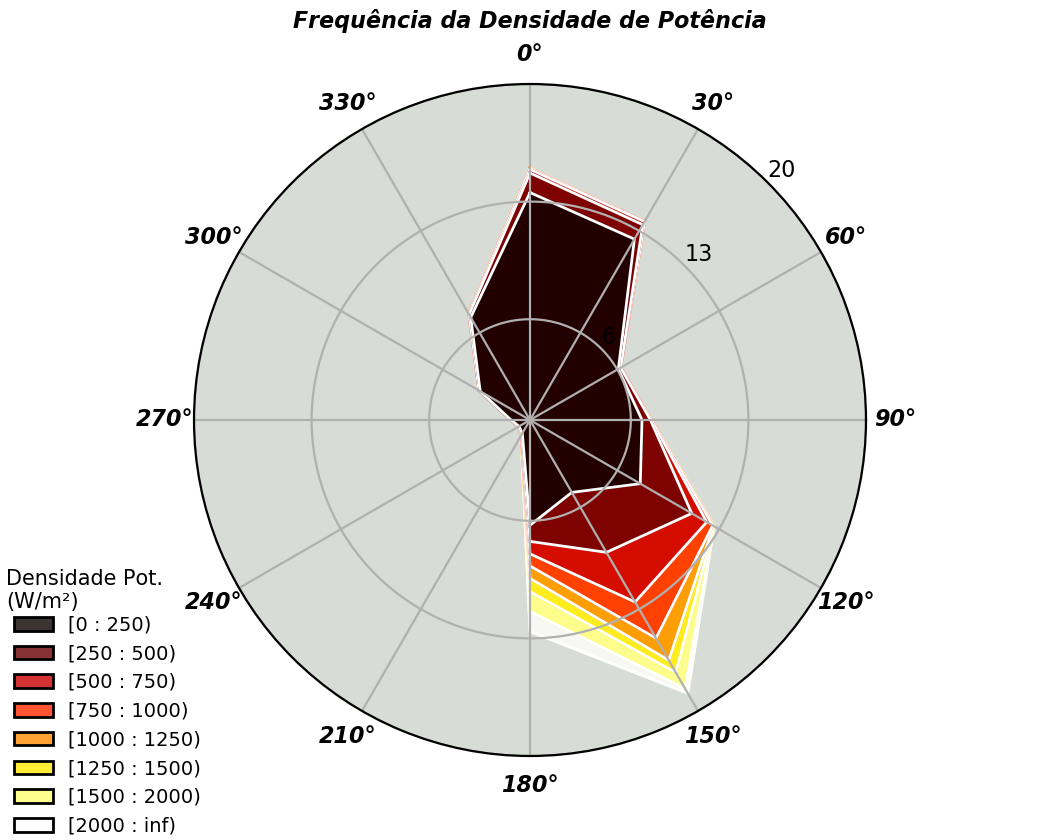 Frequência da Densidade de Potência
0°
330°
30°
20
300°
60°
13
6
270°
90°
Densidade Pot.
(W/m²)
240°
120°
[0 : 250)
[250 : 500)
[500 : 750)
[750 : 1000)
[1000 : 1250)
[1250 : 1500)
[1500 : 2000)
[2000 : inf)
210°
150°
180°